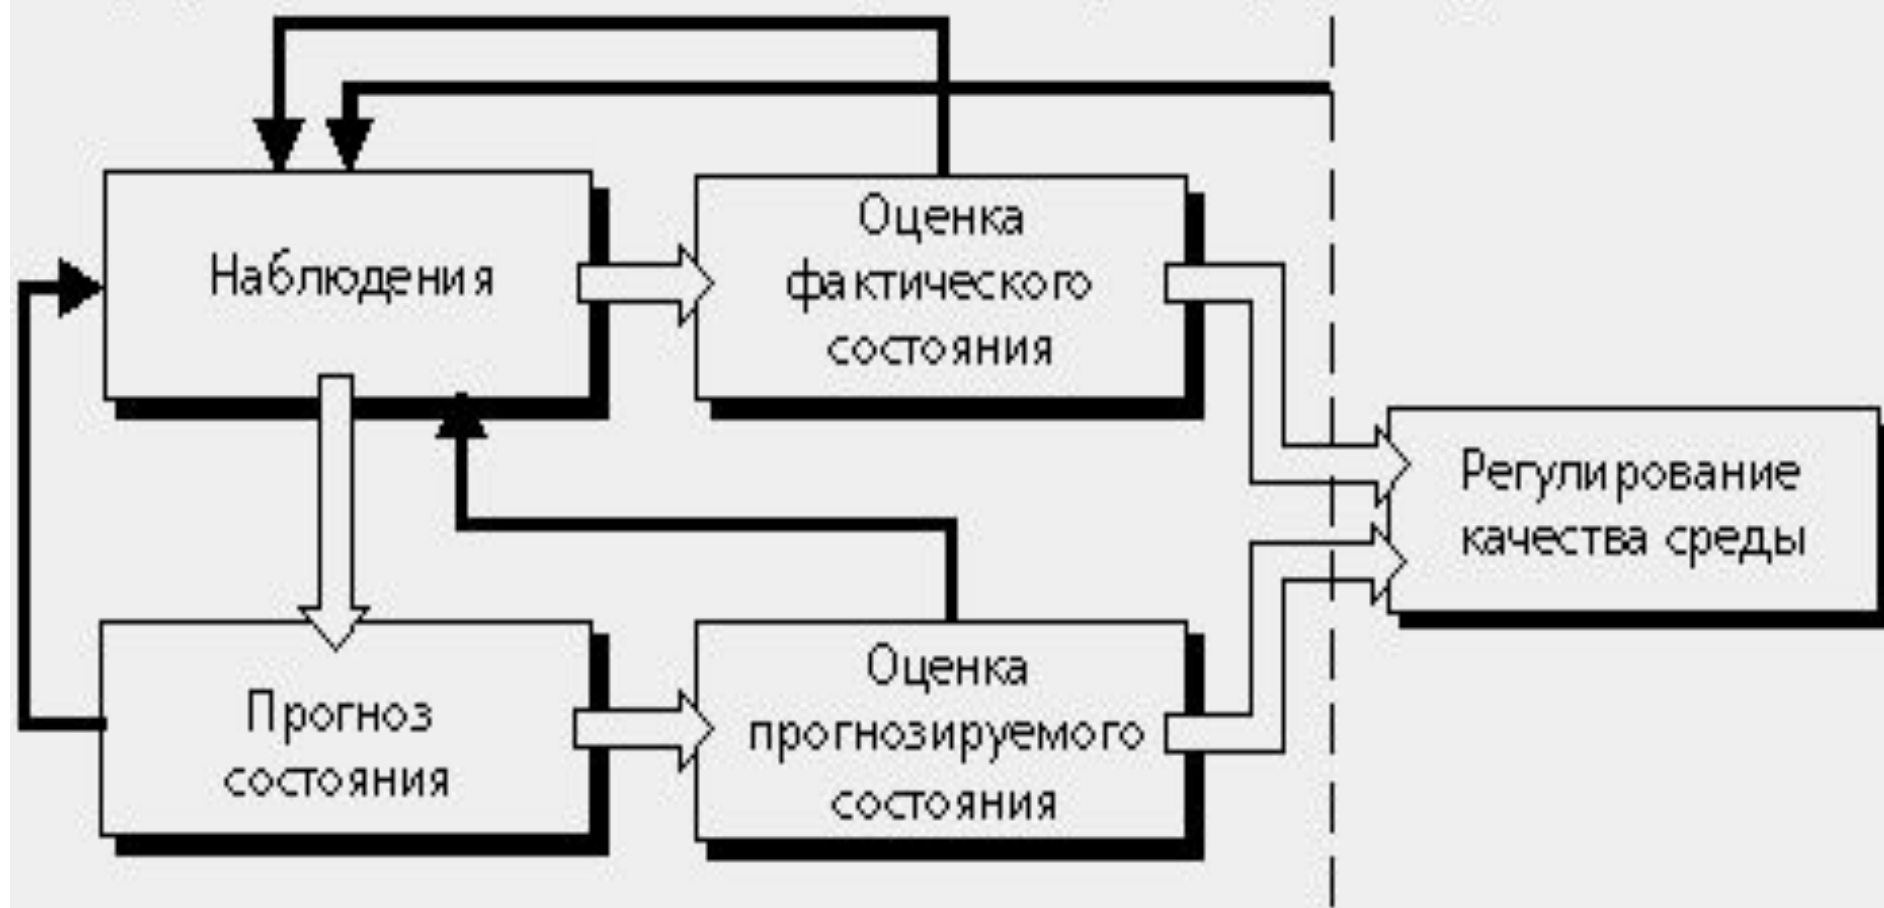 Наблюдения
Оценка
фактического
состояния
Регулирование
качества среды
Прогноз
состояния
Оценка
прогнозируемого
состояния